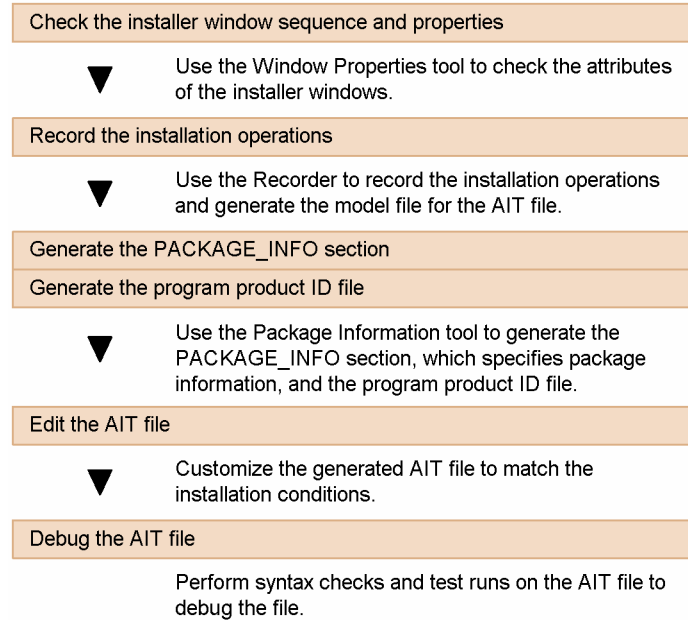 Check the installer window sequence and properties
Use the Window Properties tool to check the attributes
of the installer windows.
Record the installation operations
Use the Recorder to record the installation operations
and generate the model file for the AIT file.
Generate the PACKAGE_INFO section
Generate the program product ID file
Use the Package Information tool to generate the
PACKAGE_INFO section, which specifies package
information, and the program product ID file.
Edit the AIT file
Customize the generated AIT file to match the
installation conditions.
Debug the AIT file
Perform syntax checks and test runs on the AIT file to
debug the file.